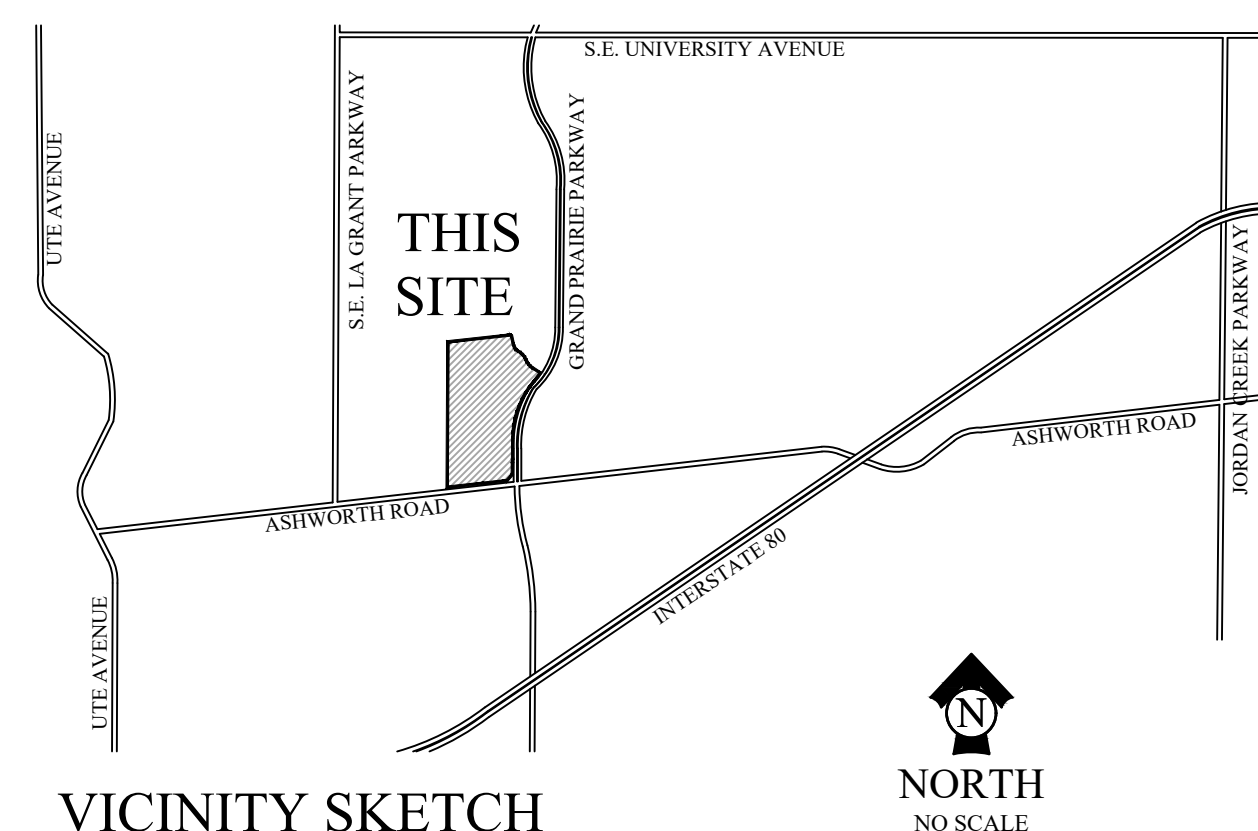 S.E. UNIVERSITY AVENUE
UTE AVENUE
S.E. LA GRANT PARKWAY
GRAND PRAIRIE PARKWAY
THIS
SITE
JORDAN CREEK PARKWAY
ASHWORTH ROAD
ASHWORTH ROAD
INTERSTATE 80
UTE AVENUE
N
NORTH
NO SCALE
VICINITY SKETCH